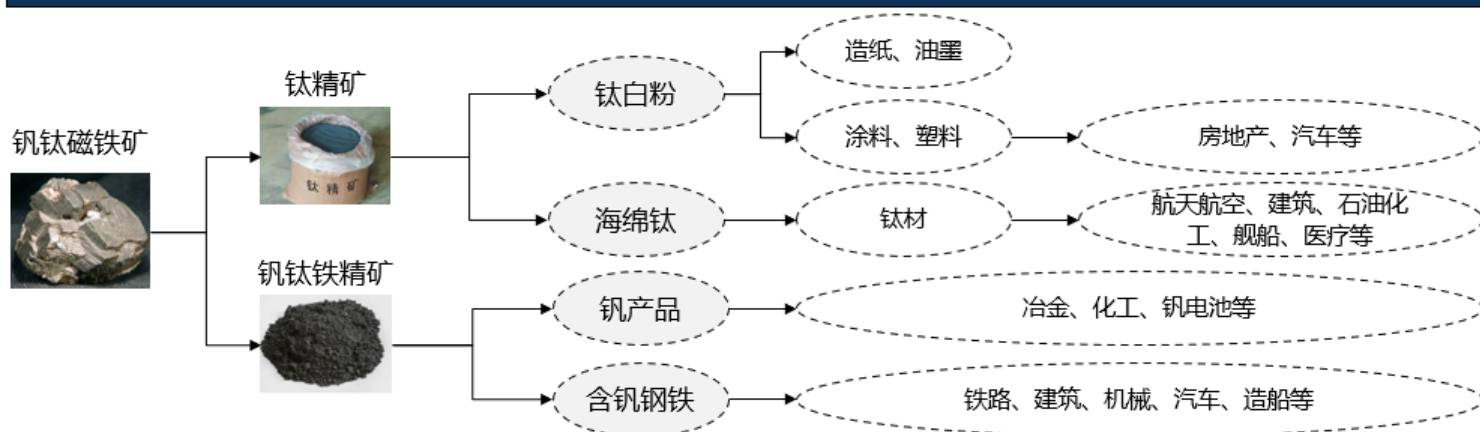 钒钛磁铁矿
钛精矿
钛精矿
钒钛铁精矿
钛白粉
造纸、油墨
涂料、塑料
房地产、汽车等
海绵钛
钛材
航天航空、建筑、石油化
工、舰船、医疗等
钒产品
冶金、化工、钒电池等
含钒钢铁
铁路、建筑、机械、汽车、造船等